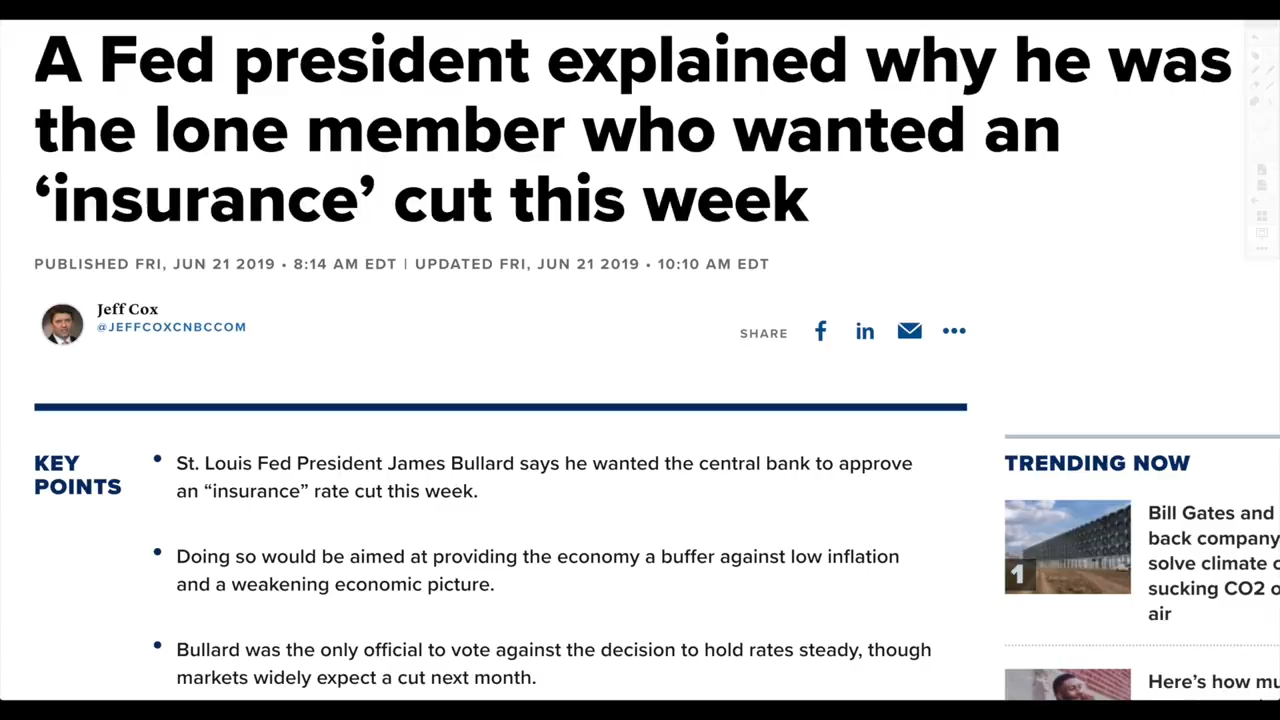 A Fed president explained why he was
the lone member who wanted an
‘insurance’ cut this week
PUBLISHED FRI, JUN 21 2019 • 8:14 AM EDT | UPDATED FRI, JUN 21 2019 • 10:10 AM EDT
Jeff Cox
@JEFFCOXCNBCCOM
SHARE
KEY
POINTS
• St. Louis Fed President James Bullard says he wanted the central bank to approve
an “insurance” rate cut this week.
• Doing so would be aimed at providing the economy a buffer against low inflation
and a weakening economic picture.
• Bullard was the only official to vote against the decision to hold rates steady, though
markets widely expect a cut next month.
TRENDING NOW
1
Bill Gates and
back company
solve climate
sucking CO2
air
Here’s how